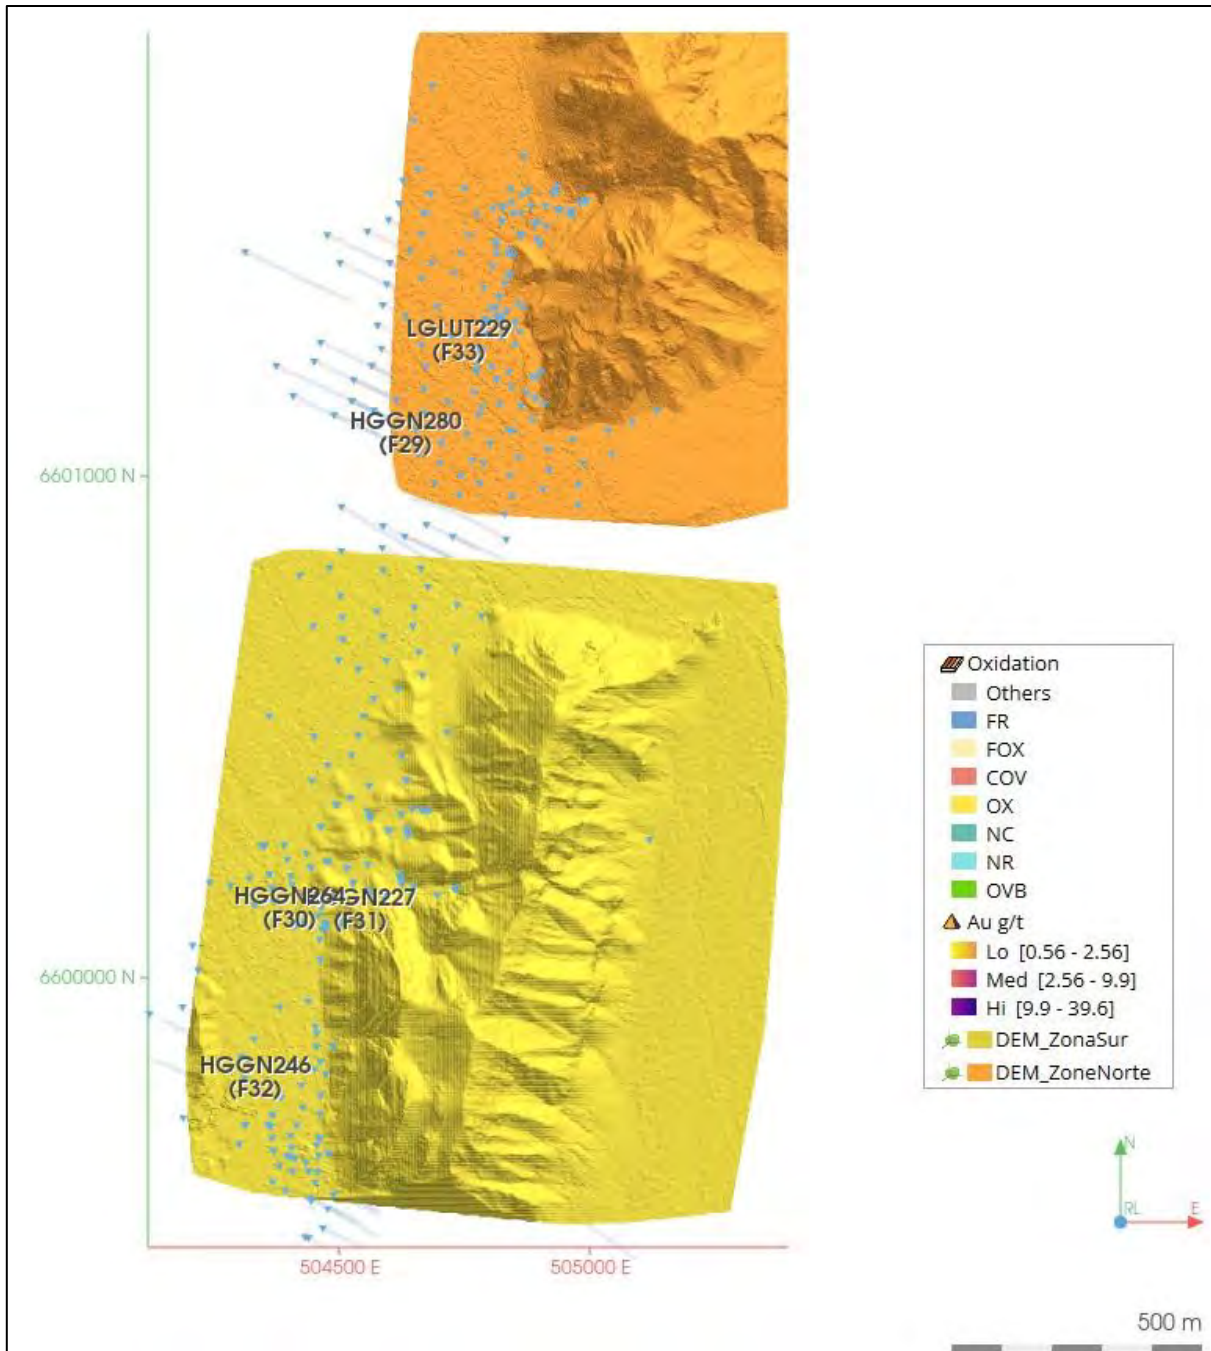 LGLUT229
(F33)
HGGN280
(F29)
6601000 N
HGGN264
GN227
(F30)
(F31)
6600000 N
HGGN246
(F32)
504500 E
505000 E
Oxidation
Others
FR
FOX
COV
OX
NC
NR
OVB
Au g/t
Lo [0.56 - 2.56]
Med [2.56 - 9.9]
Hi [9.9 - 39.6]
DEM_ZonaSur
DEM_ZoneNorte
N
RL
E
500 m